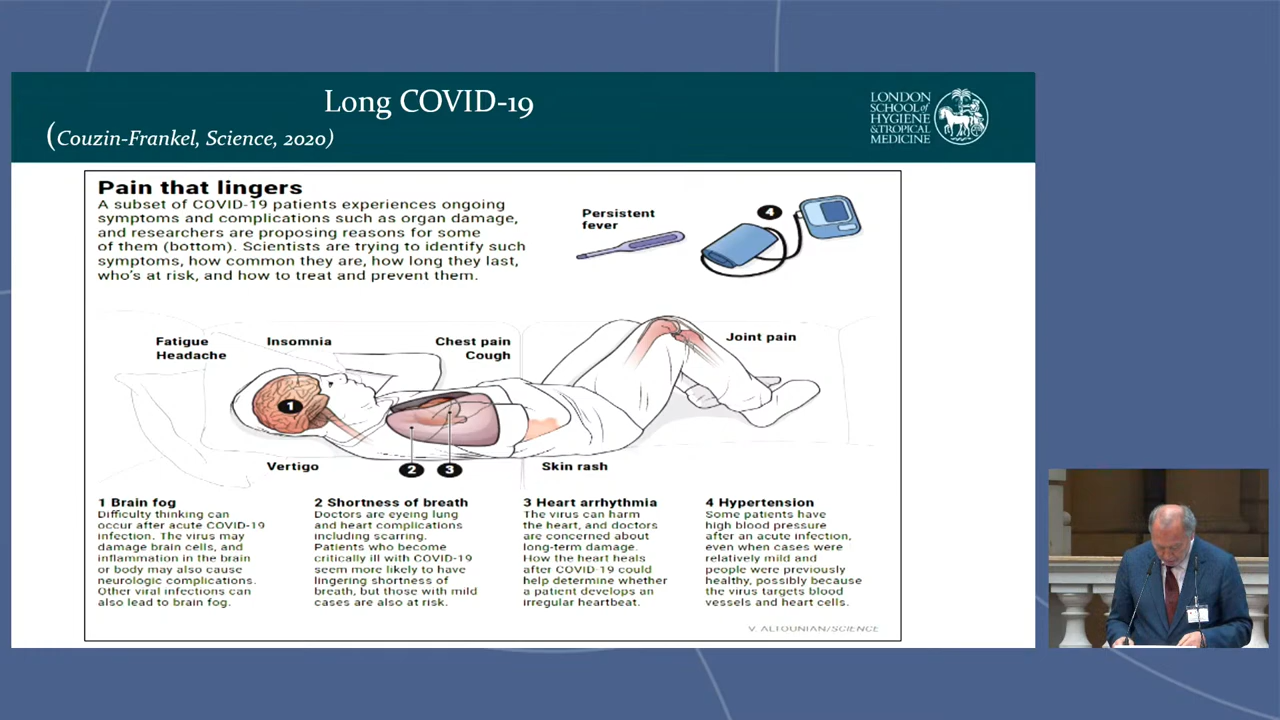 Long COVID-19
(Couzin-Frankel, Science, 2020)
LONDON
SCHOOL of
HYGIENE
& TROPICAL
MEDICINE
Pain that lingers
A subset of COVID-19 patients experiences ongoing
symptoms and complications such as organ damage,
and researchers are proposing reasons for some
of them (bottom). Scientists are trying to identify such
symptoms, how common they are, how long they last,
who's at risk, and how to treat and prevent them.
Persistent
fever
4
Fatigue
Headache
Insomnia
Chest pain
Cough
Joint pain
1
Vertigo
2
3
Skin rash
1 Brain fog
Difficulty thinking can
occur after acute COVID-19
infection. The virus may
damage brain cells, and
inflammation in the brain
or body may also cause
neurologic complications.
Other viral infections can
also lead to brain fog.
2 Shortness of breath
Doctors are eyeing lung
and heart complications
including scarring.
Patients who become
critically ill with COVID-19
seem more likely to have
lingering shortness of
breath, but those with mild
cases are also at risk.
3 Heart arrhythmia
The virus can harm
the heart, and doctors
are concerned about
long-term damage.
How the heart heals
after COVID-19 could
help determine whether
a patient develops an
irregular heartbeat.
4 Hypertension
Some patients have
high blood pressure
after an acute infection,
even when cases were
relatively mild and
people were previously
healthy, possibly because
the virus targets blood
vessels and heart cells.
V. ALTOUNIAN/SCIENCE